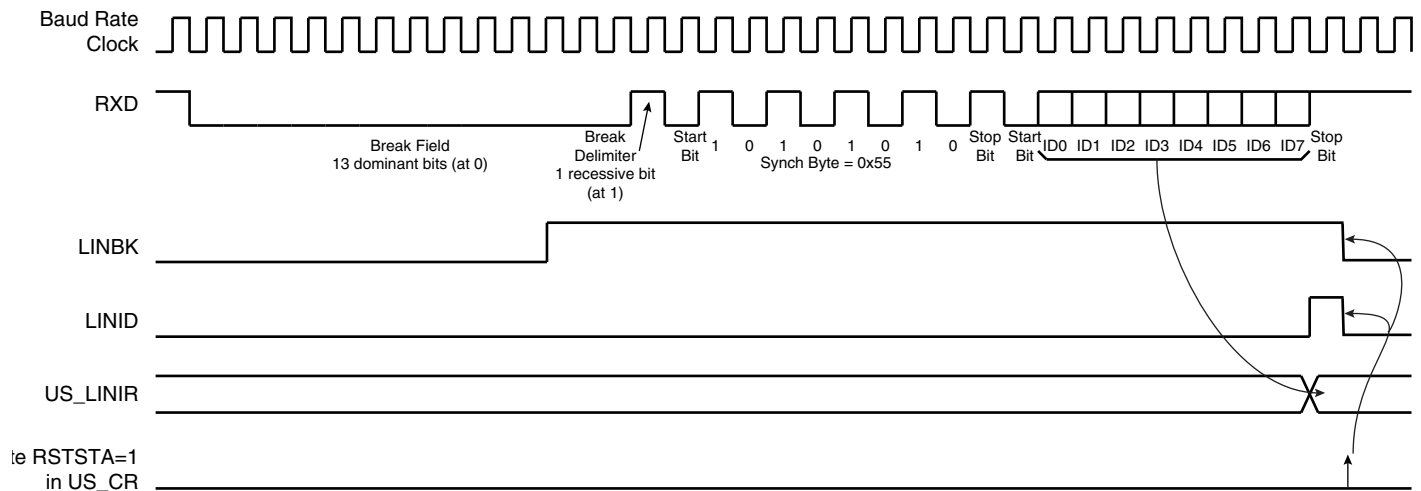 Baud Rate
Clock
RXD
Break Field
13 dominant bits (at 0)
Break
Delimiter
1 recessive bit
(at 1)
Start
Bit
1 0 1 0 1 0 1 0
Synch Byte = 0x55
Stop
Bit
Start
Bit
ID0 ID1 ID2 ID3 ID4 ID5 ID6 ID7
Stop
Bit
LINBK
LINID
US_LINIR
te RSTSTA=1
in US_CR